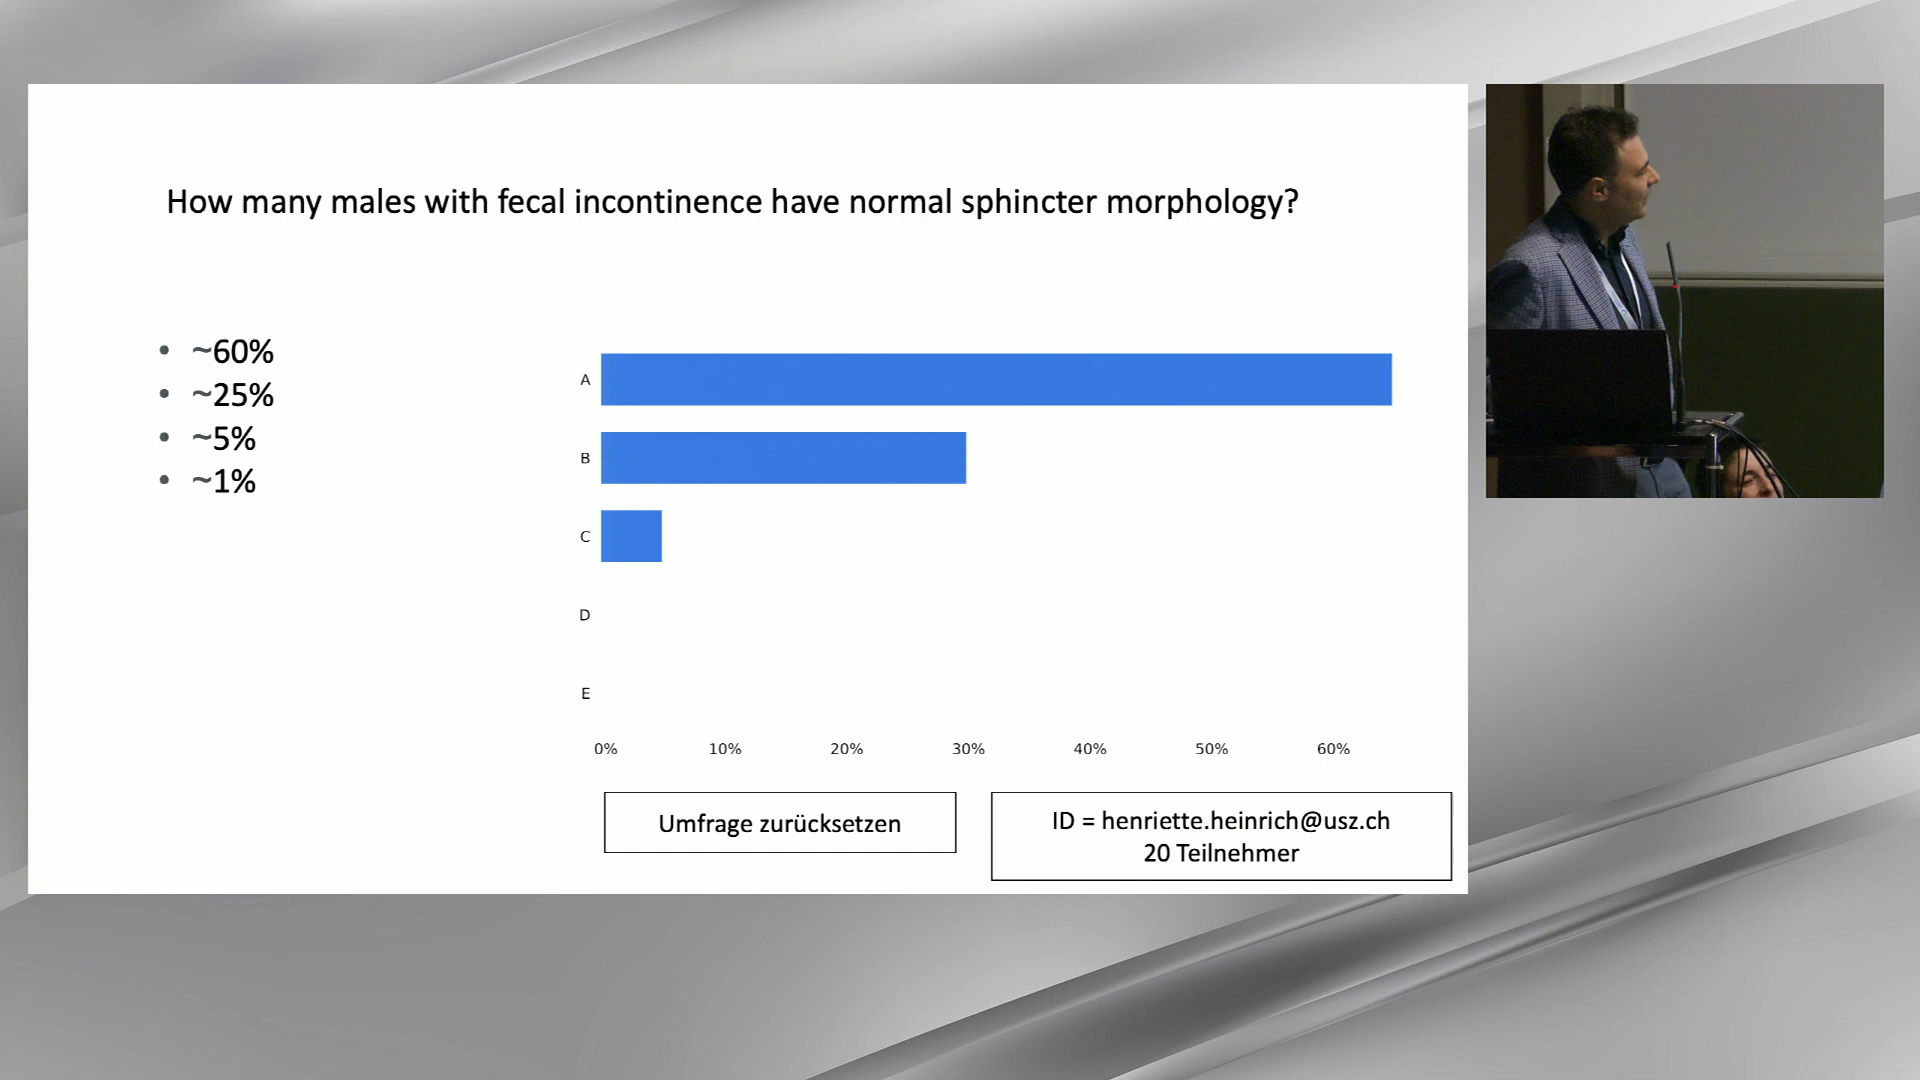 How many males with fecal incontinence have normal sphincter morphology?
• ~60%
• ~25%
• ~5%
• ~1%
A
B
C
D
E
0% 10% 20% 30% 40% 50% 60%
Umfrage zurücksetzen
ID = henriette.heinrich@usz.ch
20 Teilnehmer